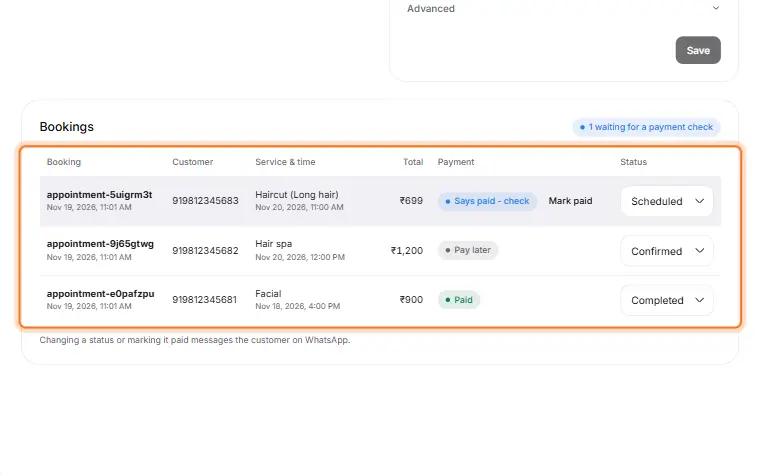 Advanced
Save
Bookings
1 waiting for a payment check
Booking Customer Service & time Total Payment Status
appointment-5uigrm3t 919812345683 Haircut (Long hair) ₹699 Says paid - check Mark paid Scheduled
Nov 19, 2026, 11:01 AM Nov 20, 2026, 11:00 AM
appointment-9j65gtwg 919812345682 Hair spa ₹1,200 Pay later Confirmed
Nov 19, 2026, 11:01 AM Nov 20, 2026, 12:00 PM
appointment-e0pafzpu 919812345681 Facial ₹900 Paid Completed
Nov 19, 2026, 11:01 AM Nov 18, 2026, 4:00 PM
Changing a status or marking it paid messages the customer on WhatsApp.